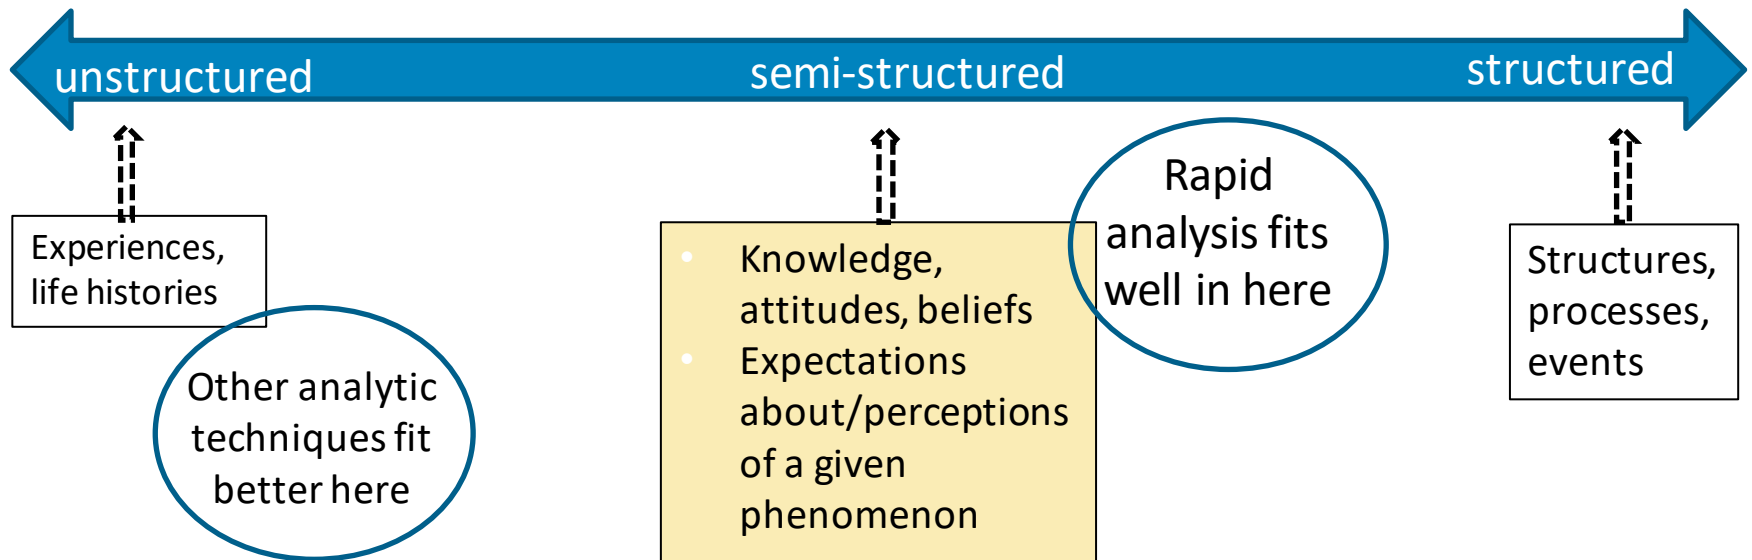 unstructured
semi-structured
structured
Experiences,
life histories
Other analytic
techniques fit
better here
• Knowledge,
attitudes, beliefs
• Expectations
about/perceptions
of a given
phenomenon
Rapid
analysis fits
well in here
Structures,
processes,
events